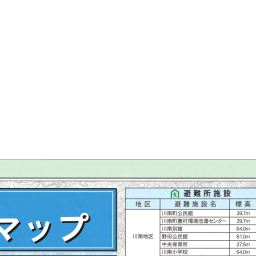 マップ
避難所施設
地区 避難施設名 標高
川南地区
川南町公民館 39.7m
川南町農村環境改善センター 39.7m
川南別館 64.0m
野田公民館 81.0m
中央保育所 37.6m
川南小学校 64.0m